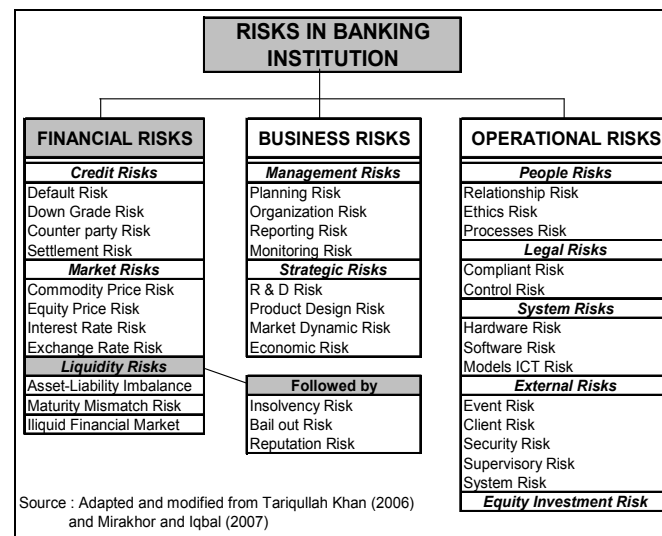 RISKS IN BANKING
INSTITUTION
FINANCIAL RISKS
Credit Risks
Default Risk
Down Grade Risk
Counter party Risk
Settlement Risk
Market Risks
Commodity Price Risk
Equity Price Risk
Interest Rate Risk
Exchange Rate Risk
Liquidity Risks
Asset-Liability Imbalance
Maturity Mismatch Risk
Iliquid Financial Market
BUSINESS RISKS
Management Risks
Planning Risk
Organization Risk
Reporting Risk
Monitoring Risk
Strategic Risks
R & D Risk
Product Design Risk
Market Dynamic Risk
Economic Risk
Followed by
Insolvency Risk
Bail out Risk
Reputation Risk
OPERATIONAL RISKS
People Risks
Relationship Risk
Ethics Risk
Processes Risk
Legal Risks
Compliant Risk
Control Risk
System Risks
Hardware Risk
Software Risk
Models ICT Risk
External Risks
Event Risk
Client Risk
Security Risk
Supervisory Risk
System Risk
Equity Investment Risk
Source : Adapted and modified from Tariqullah Khan (2006)
and Mirakhor and Iqbal (2007)